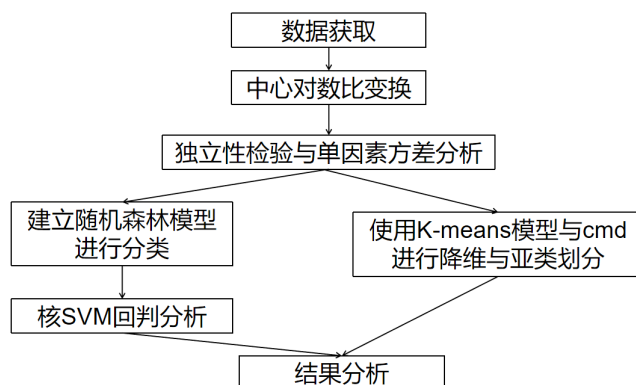 数据获取
中心对数比变换
独立性检验与单因素方差分析
建立随机森林模型
进行分类
使用K-means模型与cmd
进行降维与亚类划分
核SVM回判分析
结果分析